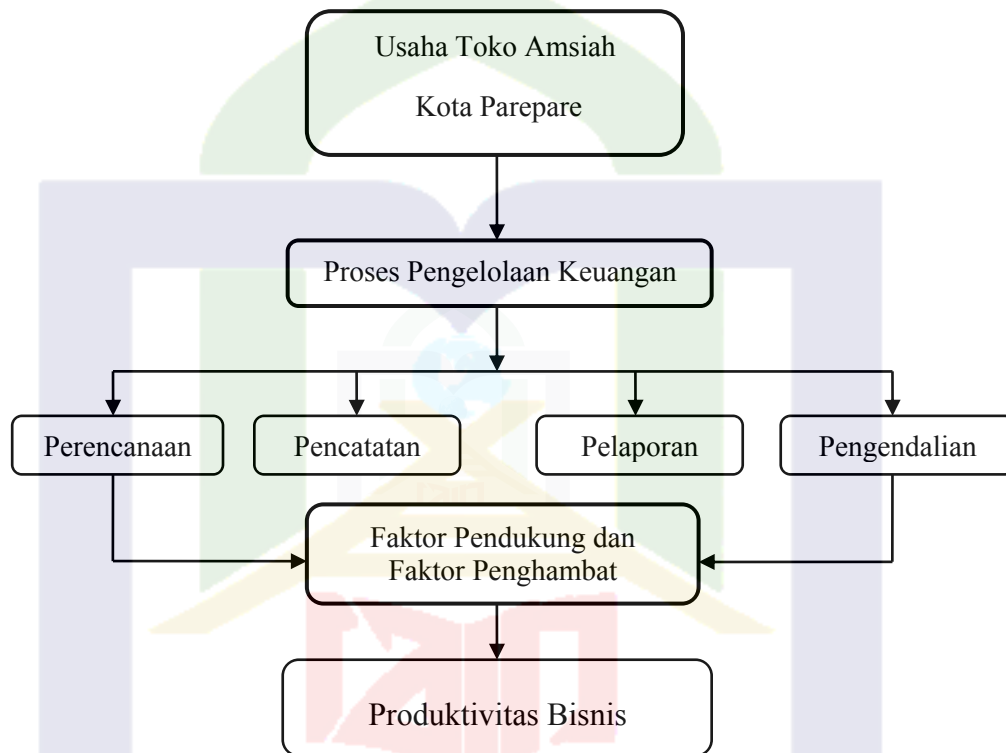 Usaha Toko Amsiah
Kota Parepare
Proses Pengelolaan Keuangan
Perencanaan
Pencatatan
Pelaporan
Pengendalian
Faktor Pendukung dan
Faktor Penghambat
Produktivitas Bisnis